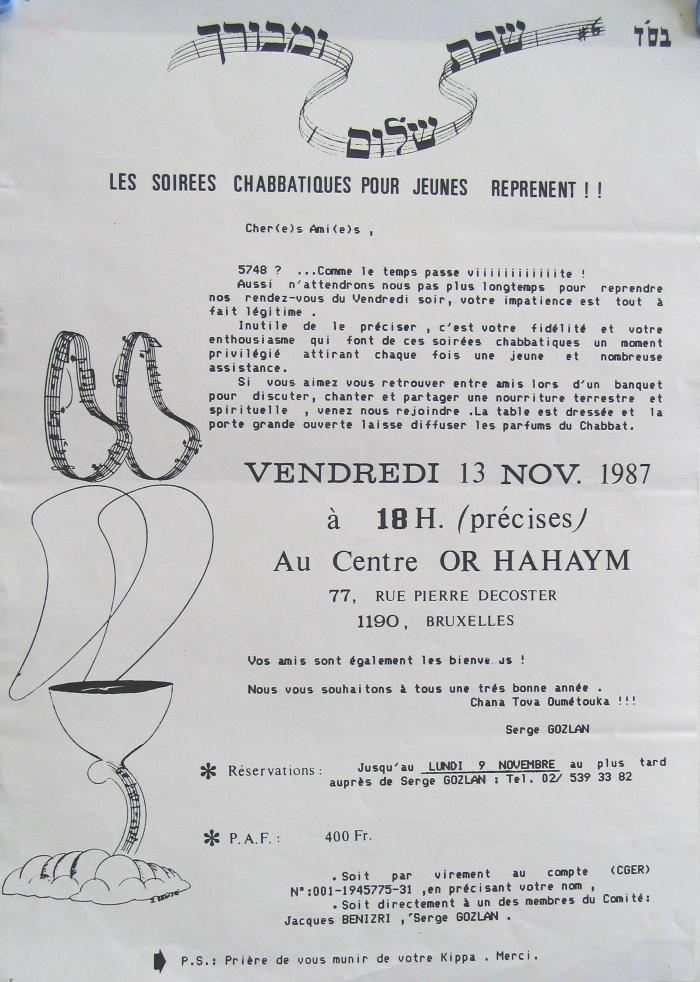 בס"ד
שבת #6
שלום
ומבורך
LES SOIREES CHABBATIQUES POUR JEUNES REPRENENT ! !
Cher(e)s Ami(e)s ,
5748 ? ...Comme le temps passe viiiiiiiiiiiiite !
Aussi n'attendrons nous pas plus longtemps pour reprendre
nos rendez-vous du Vendredi soir, votre impatience est tout à
fait légitime .
Inutile de le préciser , c'est votre fidélité et votre
enthousiasme qui font de ces soirées chabbatiques un moment
privilégié attirant chaque fois une jeune et nombreuse
assistance.
Si vous aimez vous retrouver entre amis lors d'un banquet
pour discuter, chanter et partager une nourriture terrestre et
spirituelle , venez nous rejoindre .La table est dressée et la
porte grande ouverte laisse diffuser les parfums du Chabbat.
VENDREDI 13 NOV. 1987
à 18 H. (précises)
Au Centre OR HAHAYM
77, RUE PIERRE DECOSTER
1190, BRUXELLES
Vos amis sont également les !
Nous vous souhaitons à tous une trés bonne année .
Chana Tova Oumétouka !!!
Serge GOZLAN
* Réservations : Jusqu'au LUNDI 9 NOVEMBRE au plus tard
auprès de Serge GOZLAN : Tel. 02/ 539 33 82
* P.A.F. : 400 Fr.
. Soit par virement au compte (CGER)
N°:001-1945775-31 ,en précisant votre nom ,
. Soit directement à un des membres du Comité:
Jacques BENIZRI , Serge GOZLAN .
P.S.: Prière de vous munir de votre Kippa . Merci.